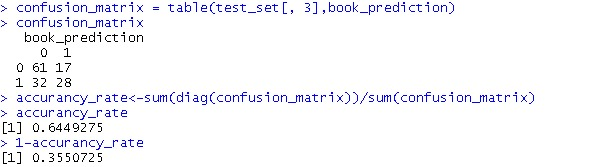 > confusion_matrix = table(test_set[, 3],book_prediction)
> confusion_matrix
   book_prediction
     0  1
  0 61 17
  1 32 28
> accurancy_rate<-sum(diag(confusion_matrix))/sum(confusion_matrix)
> accurancy_rate
[1] 0.6449275
> 1-accurancy_rate
[1] 0.3550725